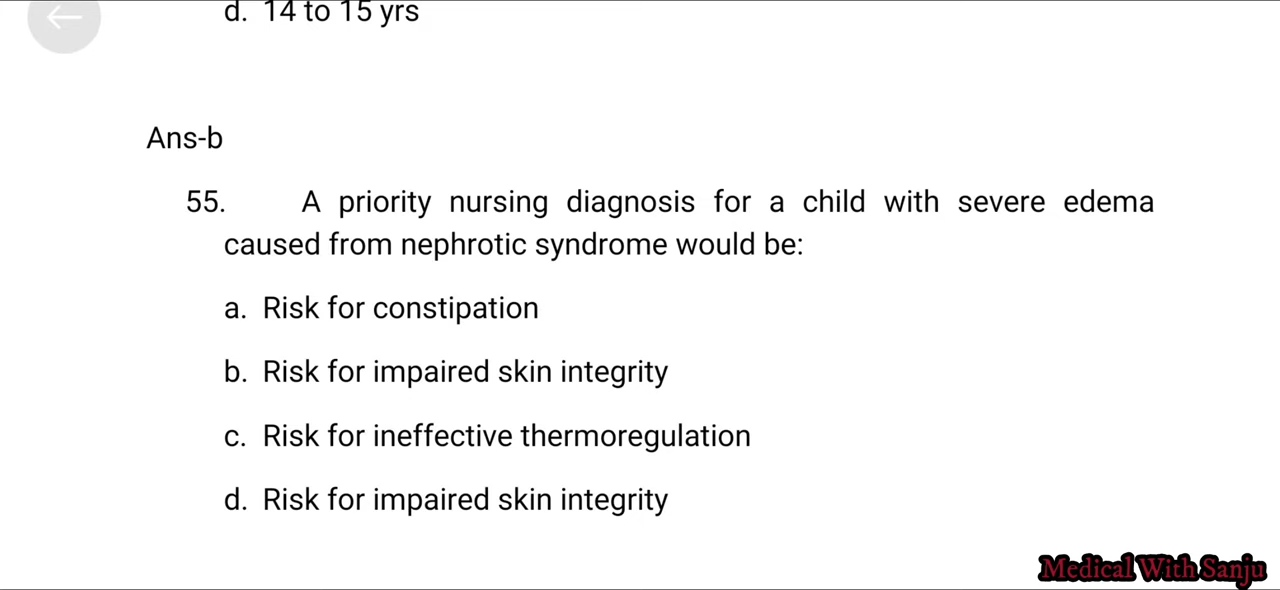 d. 14 to 15 yrs
Ans-b
55. A priority nursing diagnosis for a child with severe edema
caused from nephrotic syndrome would be:
a. Risk for constipation
b. Risk for impaired skin integrity
c. Risk for ineffective thermoregulation
d. Risk for impaired skin integrity
Medical With Sanju